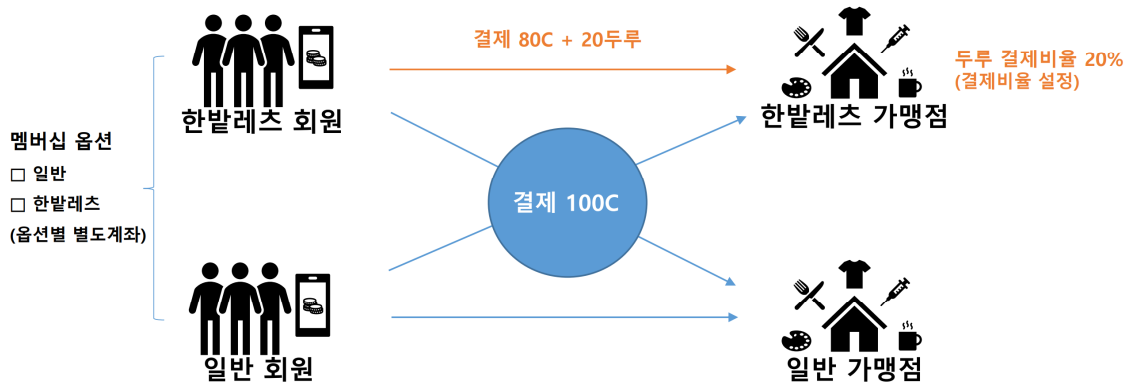 결제 80C + 20두루
두루 결제비율 20%
(결제비율 설정)
한밭레츠 회원
한밭레츠 가맹점
멤버십 옵션
□ 일반
□ 한밭레츠
(옵션별 별도계좌)
결제 100C
일반 회원
일반 가맹점